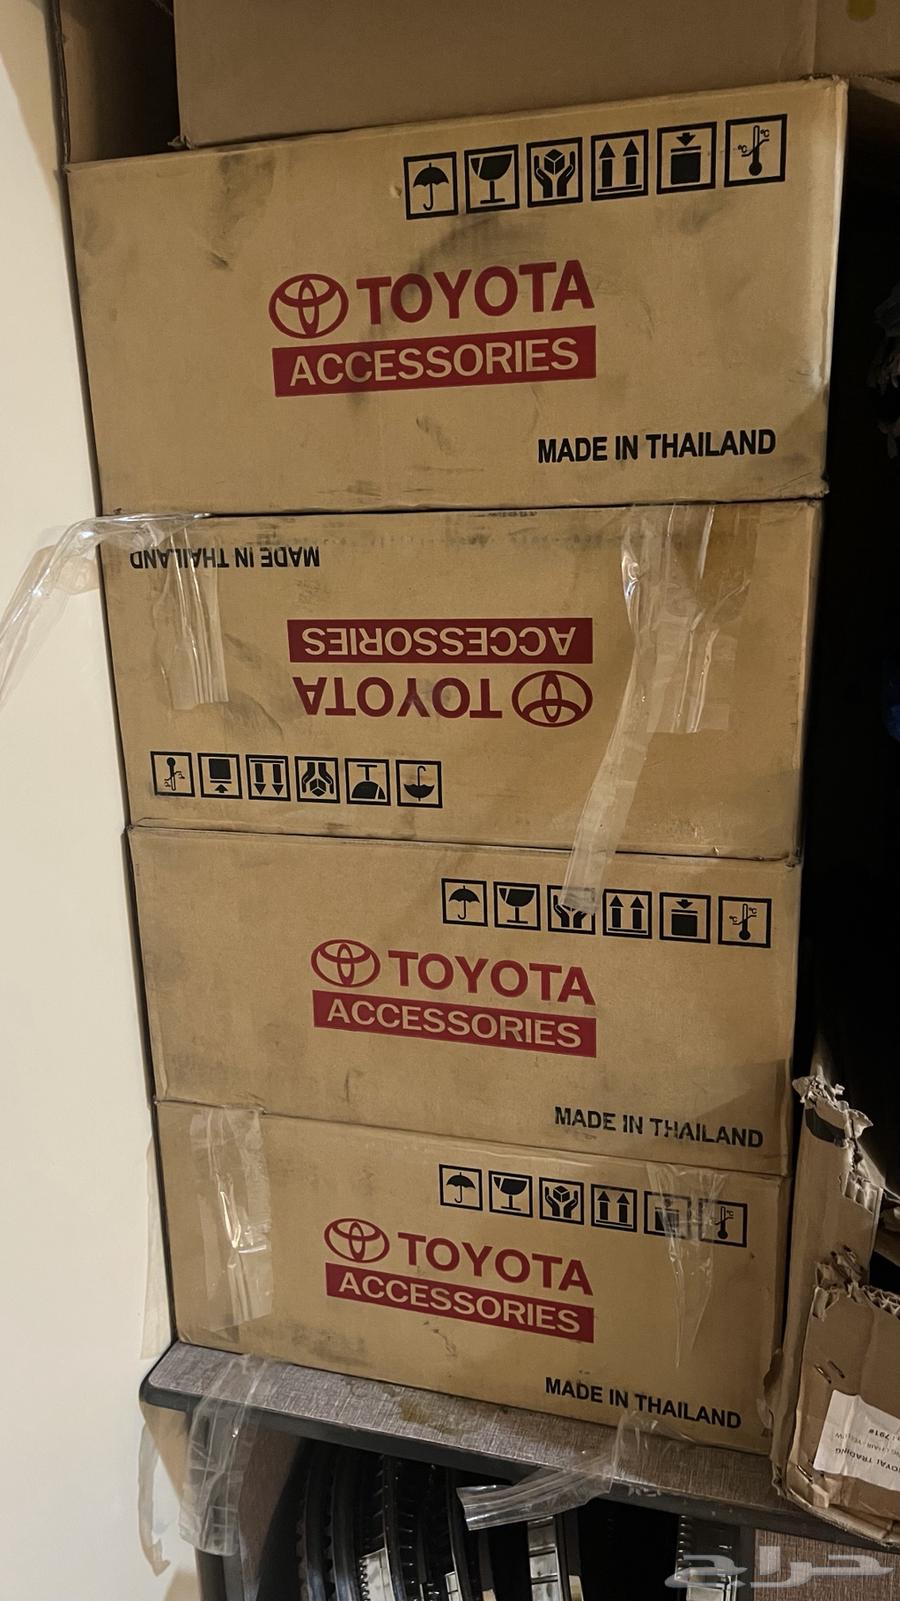 °C
°C
TOYOTA
ACCESSORIES
MADE IN THAILAND
MADE IN THAILAND
ACCESSORIES
TOYOTA
°C
°C
TOYOTA
ACCESSORIES
MADE IN THAILAND
°C
TOYOTA
ACCESSORIES
MADE IN THAILAND
TRADING
حراج